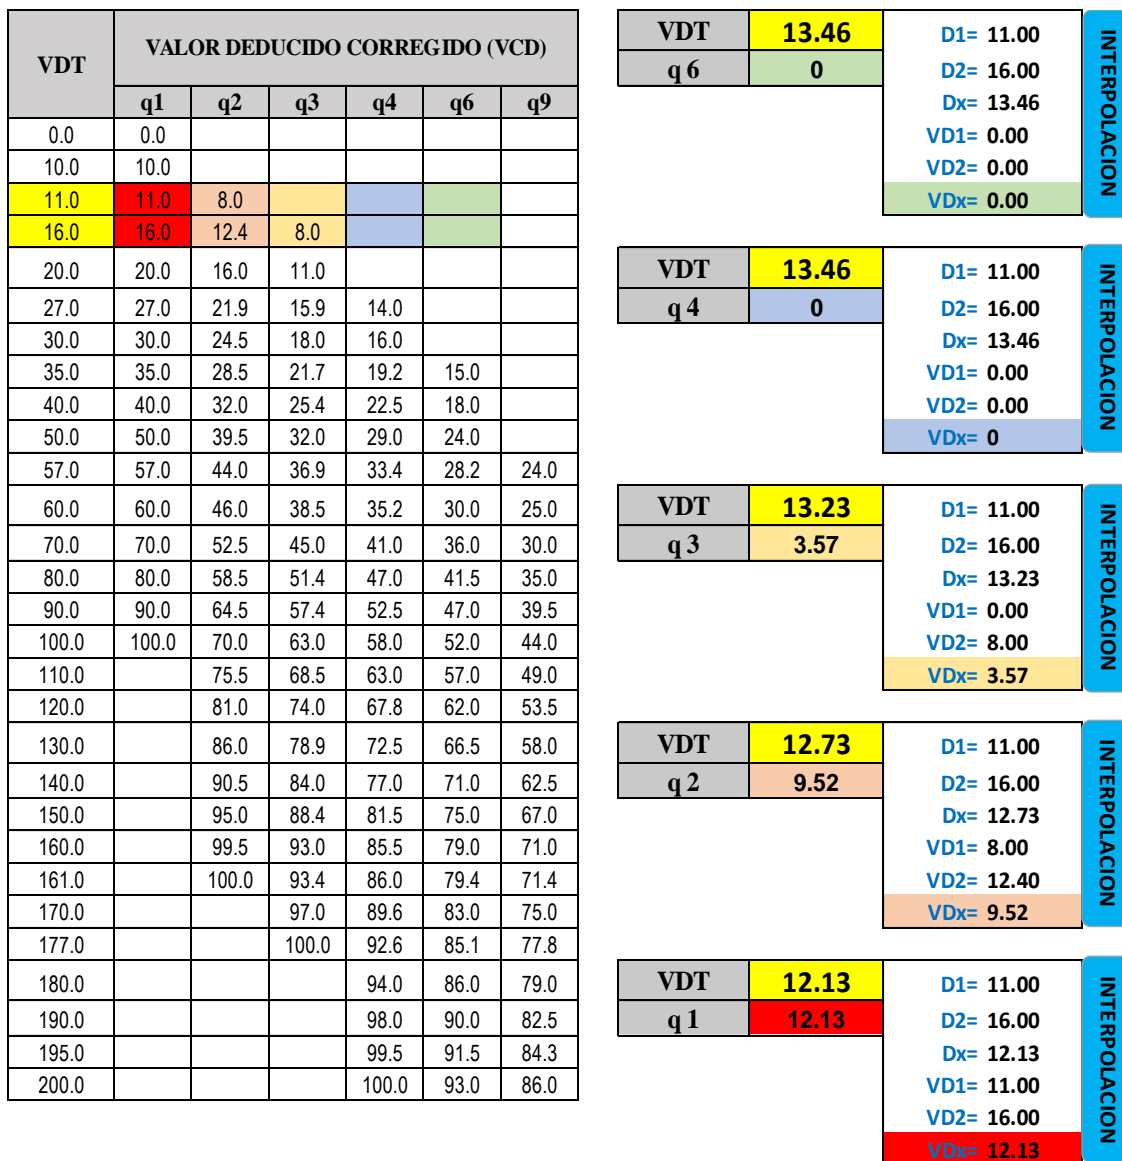 VDT VALOR DEDUCIDO CORREGIDO (VCD)
q1 q2 q3 q4 q6 q9
0.0 0.0
10.0 10.0
11.0 11.0 8.0
16.0 16.0 12.4 8.0
20.0 20.0 16.0 11.0
27.0 27.0 21.9 15.9 14.0
30.0 30.0 24.5 18.0 16.0
35.0 35.0 28.5 21.7 19.2 15.0
40.0 40.0 32.0 25.4 22.5 18.0
50.0 50.0 39.5 32.0 29.0 24.0
57.0 57.0 44.0 36.9 33.4 28.2 24.0
60.0 60.0 46.0 38.5 35.2 30.0 25.0
70.0 70.0 52.5 45.0 41.0 36.0 30.0
80.0 80.0 58.5 51.4 47.0 41.5 35.0
90.0 90.0 64.5 57.4 52.5 47.0 39.5
100.0 100.0 70.0 63.0 58.0 52.0 44.0
110.0 75.5 68.5 63.0 57.0 49.0
120.0 81.0 74.0 67.8 62.0 53.5
130.0 86.0 78.9 72.5 66.5 58.0
140.0 90.5 84.0 77.0 71.0 62.5
150.0 95.0 88.4 81.5 75.0 67.0
160.0 99.5 93.0 85.5 79.0 71.0
161.0 100.0 93.4 86.0 79.4 71.4
170.0 97.0 89.6 83.0 75.0
177.0 100.0 92.6 85.1 77.8
180.0 94.0 86.0 79.0
190.0 98.0 90.0 82.5
195.0 99.5 91.5 84.3
200.0 100.0 93.0 86.0
VDT 13.46
q 6 0
D1= 11.00
D2= 16.00
Dx= 13.46
VD1= 0.00
VD2= 0.00
VDx= 0.00
INTERPOLACION
VDT 13.46
q 4 0
D1= 11.00
D2= 16.00
Dx= 13.46
VD1= 0.00
VD2= 0.00
VDx= 0
INTERPOLACION
VDT 13.23
q 3 3.57
D1= 11.00
D2= 16.00
Dx= 13.23
VD1= 0.00
VD2= 8.00
VDx= 3.57
INTERPOLACION
VDT 12.73
q 2 9.52
D1= 11.00
D2= 16.00
Dx= 12.73
VD1= 8.00
VD2= 12.40
VDx= 9.52
INTERPOLACION
VDT 12.13
q 1 12.13
D1= 11.00
D2= 16.00
Dx= 12.13
VD1= 11.00
VD2= 16.00
VDx= 12.13
INTERPOLACION